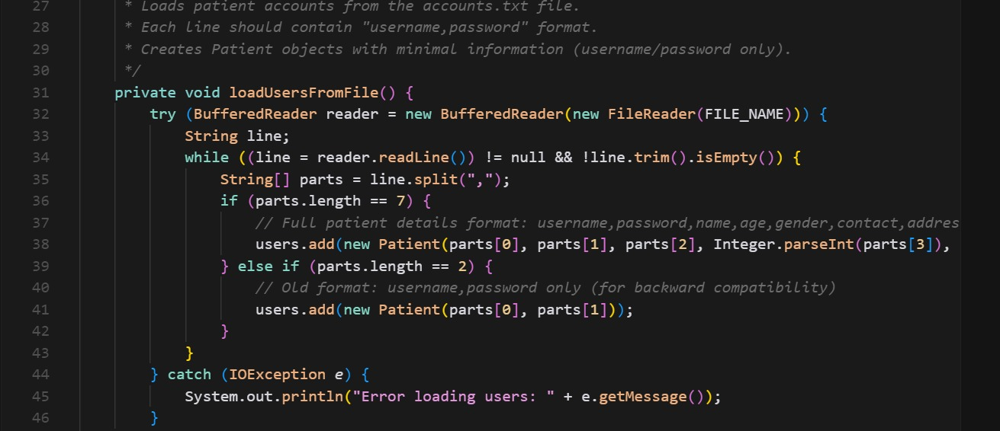 27 * Loads patient accounts from the accounts.txt file.
28 * Each line should contain "username,password" format.
29 * Creates Patient objects with minimal information (username/password only).
30 */
31 private void loadUsersFromFile() {
32 try (BufferedReader reader = new BufferedReader(new FileReader(FILE_NAME))) {
33 String line;
34 while ((line = reader.readLine()) != null && !line.trim().isEmpty()) {
35 String[] parts = line.split(",");
36 if (parts.length == 7) {
37 // Full patient details format: username,password,name,age,gender,contact,addres
38 users.add(new Patient(parts[0], parts[1], parts[2], Integer.parseInt(parts[3]),
39 } else if (parts.length == 2) {
40 // Old format: username,password only (for backward compatibility)
41 users.add(new Patient(parts[0], parts[1]));
42 }
43 }
44 } catch (IOException e) {
45 System.out.println("Error loading users: " + e.getMessage());
46 }